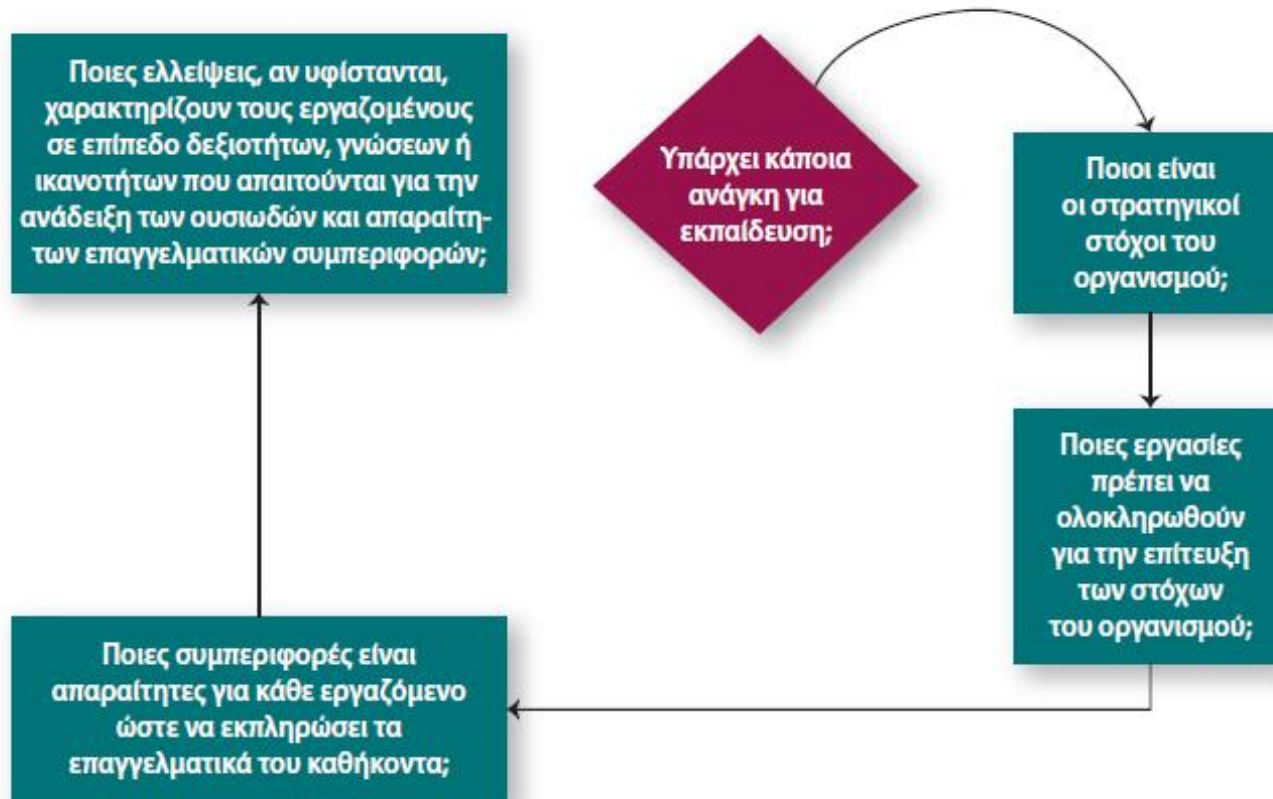 Υπάρχει κάποια
ανάγκη για
εκπαίδευση;
Ποιοι είναι
οι στρατηγικοί
στόχοι του
οργανισμού;
Ποιες εργασίες
πρέπει να
ολοκληρωθούν
για την επίτευξη
των στόχων
του οργανισμού;
Ποιες συμπεριφορές είναι
απαραίτητες για κάθε εργαζόμενο
ώστε να εκπληρώσει τα
επαγγελματικά του καθήκοντα;
Ποιες ελλείψεις, αν υφίστανται,
χαρακτηρίζουν τους εργαζομένους
σε επίπεδο δεξιοτήτων, γνώσεων ή
ικανοτήτων που απαιτούνται για την
ανάδειξη των ουσιωδών και απαραίτη-
των επαγγελματικών συμπεριφορών;